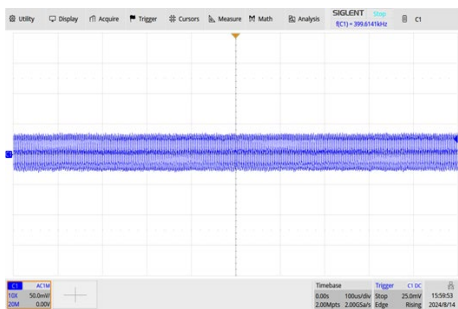 Utility Display Acquire Trigger Cursors Measure Math Analysis SIGLENT Stop
f(C1) = 399.6141kHz C1
C1 AC1M
10X 50.0mV/
20M 0.00V
Timebase
0.00s 100us/div
2.00Mpts 2.00GSa/s
Trigger C1 DC
Stop 25.0mV
Edge Rising
15:59:53
2024/8/14